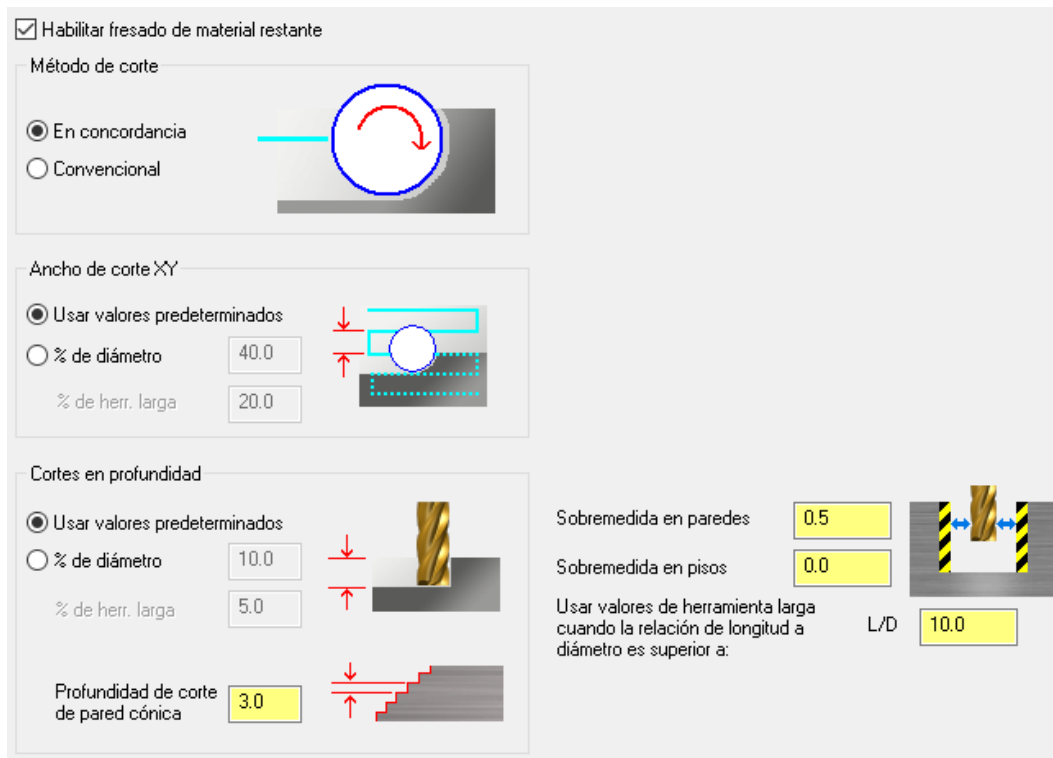 Habilitar fresado de material restante
Método de corte
En concordancia
Convencional
Ancho de corte XY
Usar valores predeterminados
% de diámetro 40.0
% de herr. larga 20.0
Cortes en profundidad
Usar valores predeterminados
% de diámetro 10.0
% de herr. larga 5.0
Profundidad de corte
de pared cónica 3.0
Sobremedida en paredes 0.5
Sobremedida en pisos 0.0
Usar valores de herramienta larga
cuando la relación de longitud a L/D 10.0
diámetro es superior a: